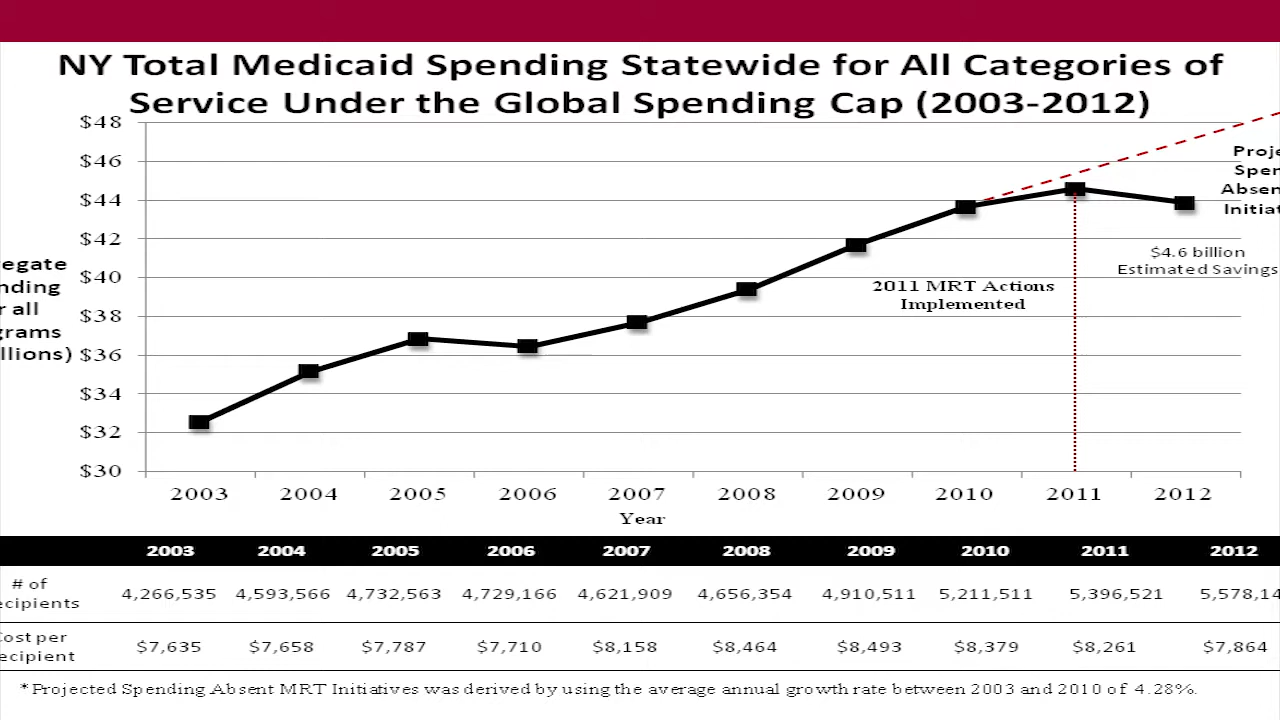 NY Total Medicaid Spending Statewide for All Categories of
Service Under the Global Spending Cap (2003-2012)
$48
$46
$44
$42
$40
$38
$36
$34
$32
$30
egate
nding
r all
grams
llions)
Proje
Spen
Absen
Initiat
$4.6 billion
Estimated Savings
2011 MRT Actions
Implemented
2003 2004 2005 2006 2007 2008 2009 2010 2011 2012
Year
2003 2004 2005 2006 2007 2008 2009 2010 2011 2012
# of
ecipients
4,266,535 4,593,566 4,732,563 4,729,166 4,621,909 4,656,354 4,910,511 5,211,511 5,396,521 5,578,14
Cost per
ecipient
$7,635 $7,658 $7,787 $7,710 $8,158 $8,464 $8,493 $8,379 $8,261 $7,864
*Projected Spending Absent MRT Initiatives was derived by using the average annual growth rate between 2003 and 2010 of 4.28%.